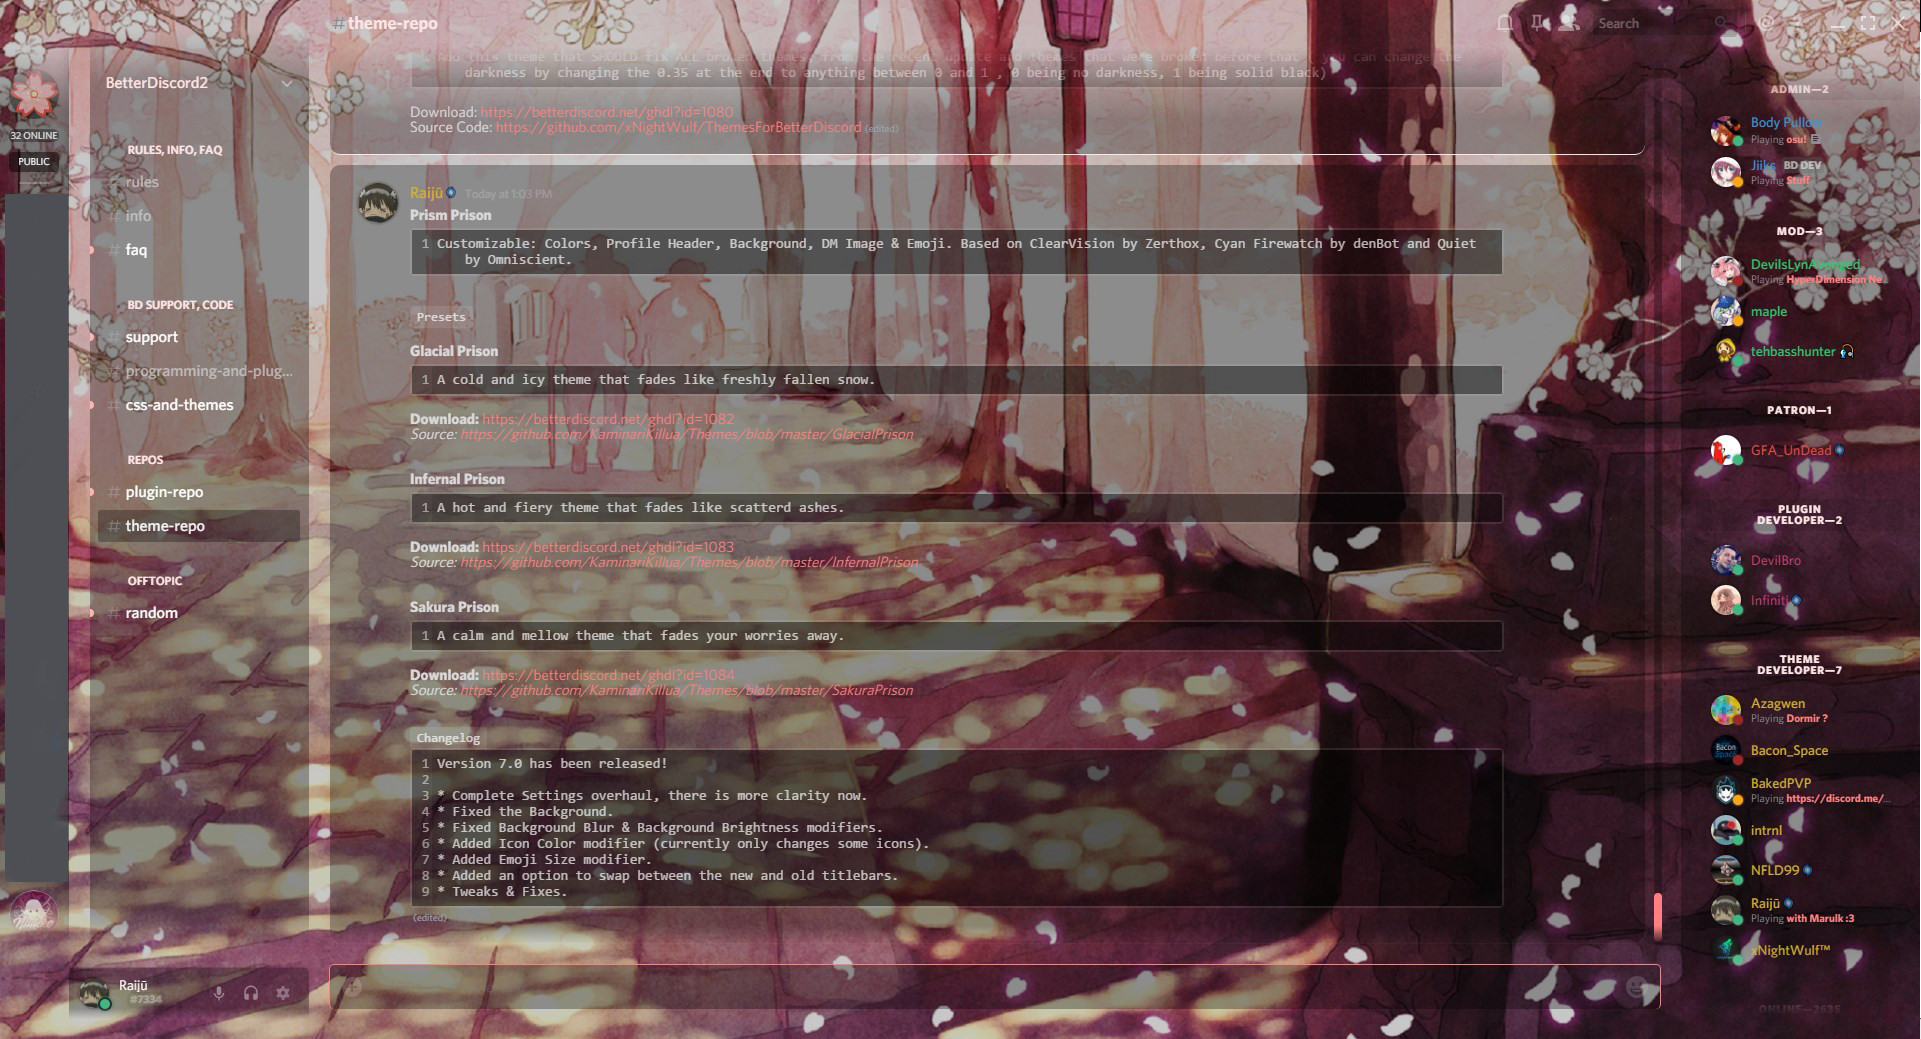 #theme-repo
Search
BetterDiscord2
32 ONLINE
PUBLIC
RULES, INFO, FAQ
# rules
# info
# faq
BD SUPPORT, CODE
# support
# programming-and-plug...
# css-and-themes
REPOS
# plugin-repo
# theme-repo
OFFTOPIC
# random
Raijū
#7334
Add this theme that SHOULD fix ALL broken themes, from the recent update and themes that were broken before that , you can change the
darkness by changing the 0.35 at the end to anything between 0 and 1 , 0 being no darkness, 1 being solid black)
Download: https://betterdiscord.net/ghdl?id=1080
Source Code: https://github.com/xNightWulf/ThemesForBetterDiscord (edited)
Raijū Today at 1:03 PM
Prism Prison
1 Customizable: Colors, Profile Header, Background, DM Image & Emoji. Based on ClearVision by Zerthox, Cyan Firewatch by denBot and Quiet
by Omniscient.
Presets
Glacial Prison
1 A cold and icy theme that fades like freshly fallen snow.
Download: https://betterdiscord.net/ghdl?id=1082
Source: https://github.com/KaminariKillua/Themes/blob/master/GlacialPrison
Infernal Prison
1 A hot and fiery theme that fades like scatterd ashes.
Download: https://betterdiscord.net/ghdl?id=1083
Source: https://github.com/KaminariKillua/Themes/blob/master/InfernalPrison
Sakura Prison
1 A calm and mellow theme that fades your worries away.
Download: https://betterdiscord.net/ghdl?id=1084
Source: https://github.com/KaminariKillua/Themes/blob/master/SakuraPrison
Changelog
1 Version 7.0 has been released!
2
3 * Complete Settings overhaul, there is more clarity now.
4 * Fixed the Background.
5 * Fixed Background Blur & Background Brightness modifiers.
6 * Added Icon Color modifier (currently only changes some icons).
7 * Added Emoji Size modifier.
8 * Added an option to swap between the new and old titlebars.
9 * Tweaks & Fixes.
(edited)
ADMIN—2
Body Pullow
Playing osu!
Jiiks BD DEV
Playing Stuff
MOD—3
DevilsLynAvenged
Playing HyperDimension Ne
maple
tehbasshunter
PATRON—1
GFA_UnDead
PLUGIN
DEVELOPER—2
DevilBro
Infiniti
THEME
DEVELOPER—7
Azagwen
Playing Dormir ?
Bacon_Space
BakedPVP
Playing https://discord.me/...
intrnl
NFLD99
Raijū
Playing with Marulk :3
xNightWulf™
ONLINE—2635